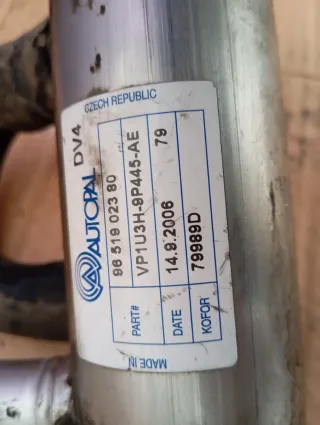 AUTOPAL DV4
CZECH REPUBLIC
96 519 023 80
PART# VP1U3H-9P445-AE
DATE 14.9.2006 79
KOFOR 79989D
MADE IN